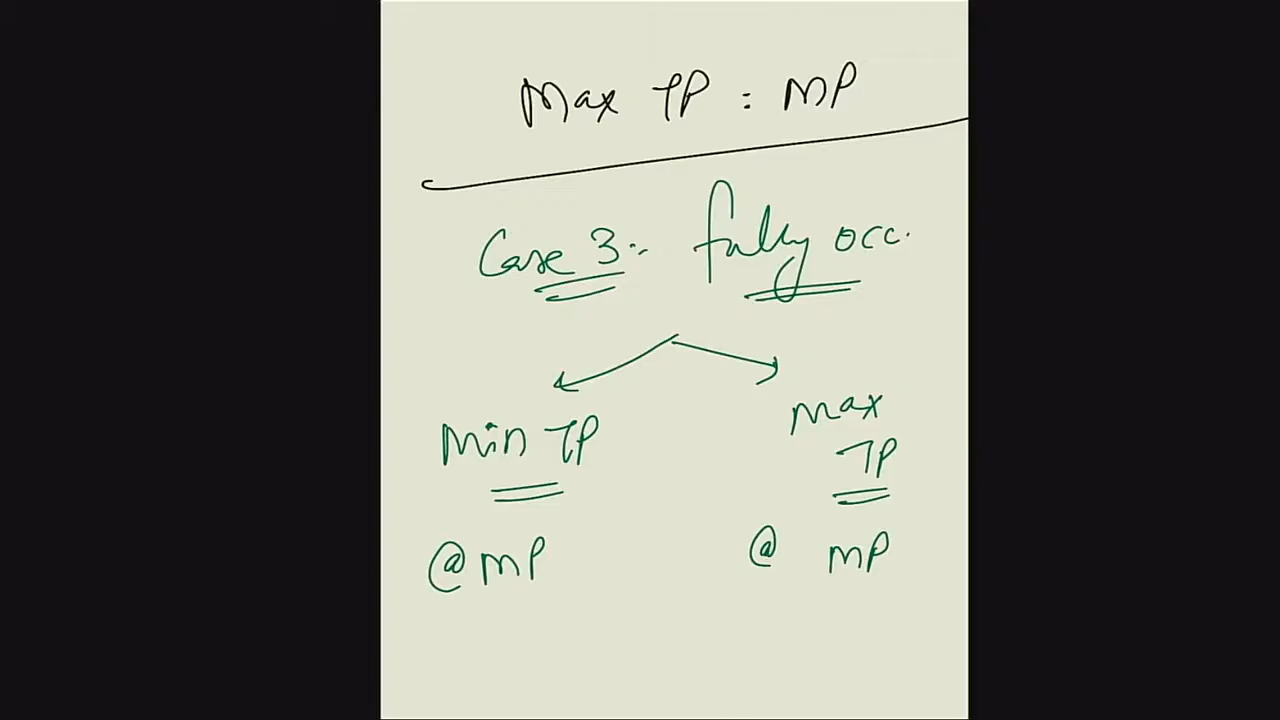 Max TP : MP
Case 3:- fully occ.
Min TP
Max
TP
@ MP
@ MP